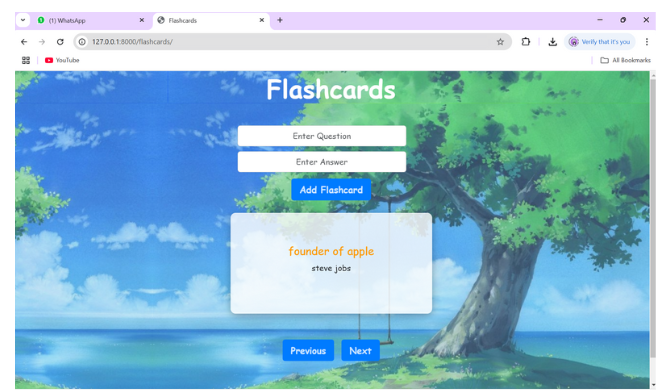 (1) WhatsApp
Flashcards
127.0.0.1:8000/flashcards/
Verify that it's you
YouTube
All Bookmarks
Flashcards
Enter Question
Enter Answer
Add Flashcard
founder of apple
steve jobs
Previous
Next